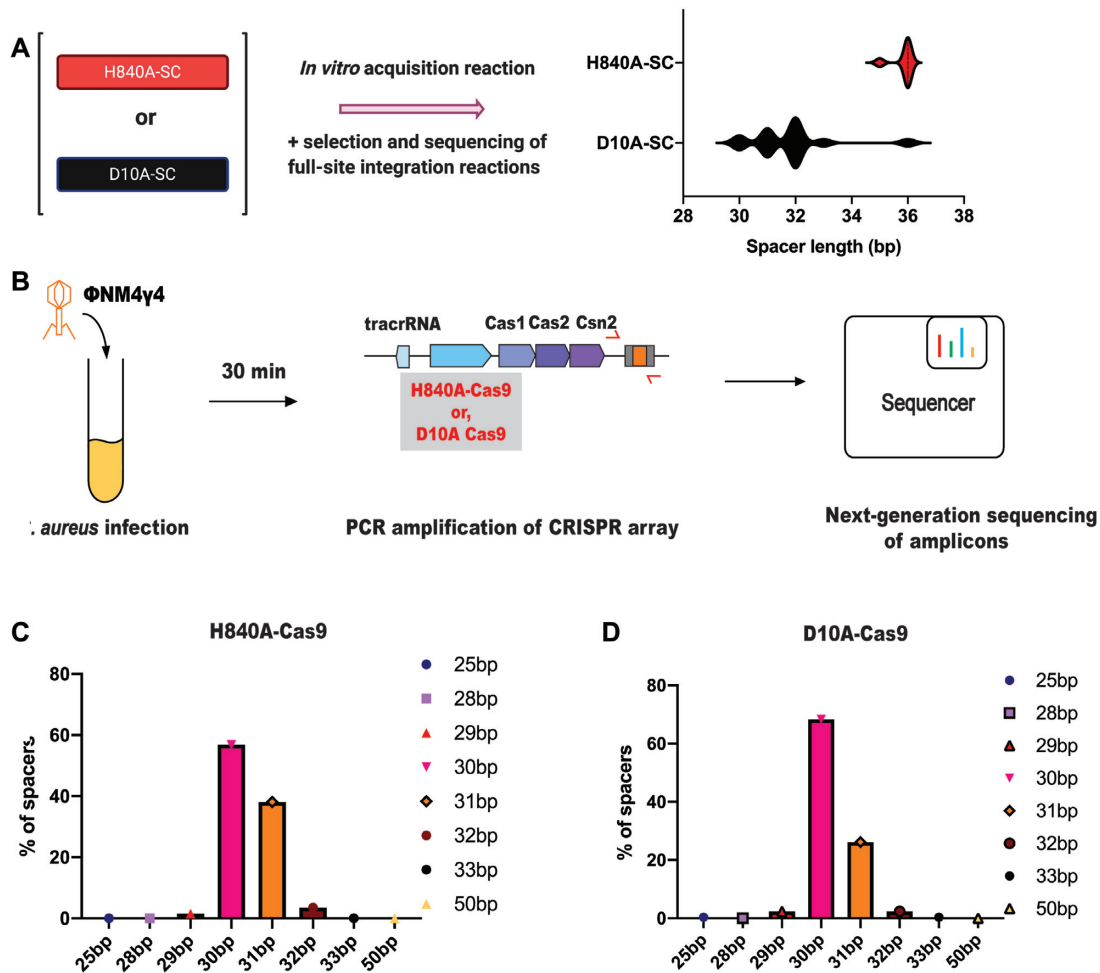 A
H840A-SC
or
D10A-SC
In vitro acquisition reaction
+ selection and sequencing of
full-site integration reactions
H840A-SC
D10A-SC
28 30 32 34 36 38
Spacer length (bp)
B
ΦNM4γ4
30 min
tracrRNA Cas1 Cas2 Csn2
H840A-Cas9
or,
D10A Cas9
Sequencer
. aureus infection
PCR amplification of CRISPR array
Next-generation sequencing
of amplicons
C
H840A-Cas9
% of spacers
80
60
40
20
0
25bp 28bp 29bp 30bp 31bp 32bp 33bp 50bp
25bp
28bp
29bp
30bp
31bp
32bp
33bp
50bp
D
D10A-Cas9
% of spacers
80
60
40
20
0
25bp 28bp 29bp 30bp 31bp 32bp 33bp 50bp
25bp
28bp
29bp
30bp
31bp
32bp
33bp
50bp